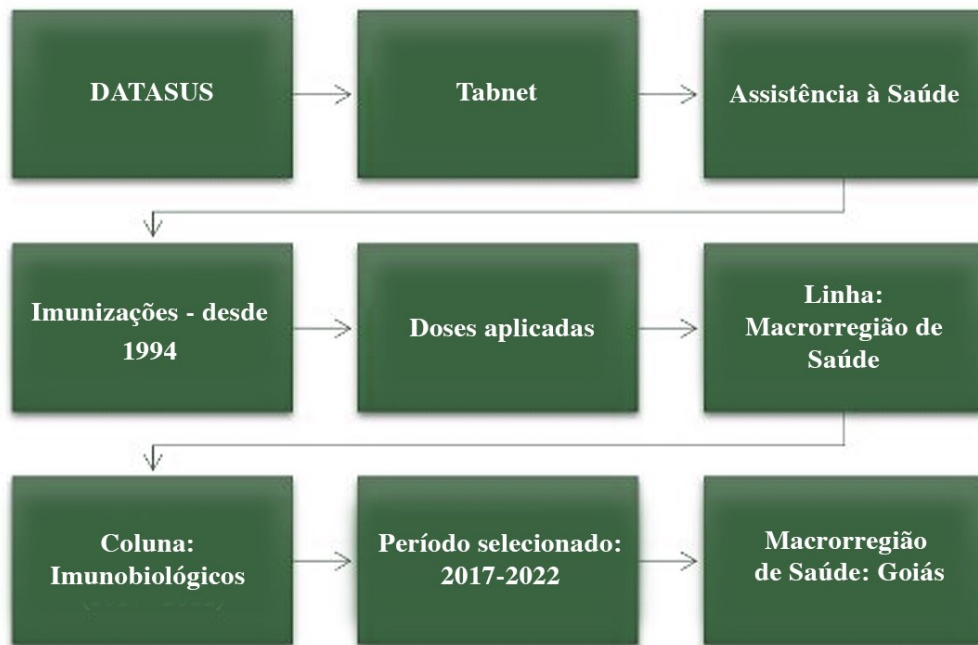 DATASUS
Tabnet
Assistência à Saúde
Imunizações - desde
1994
Doses aplicadas
Linha:
Macrorregião de
Saúde
Coluna:
Imunobiológicos
Período selecionado:
2017-2022
Macrorregião
de Saúde: Goiás